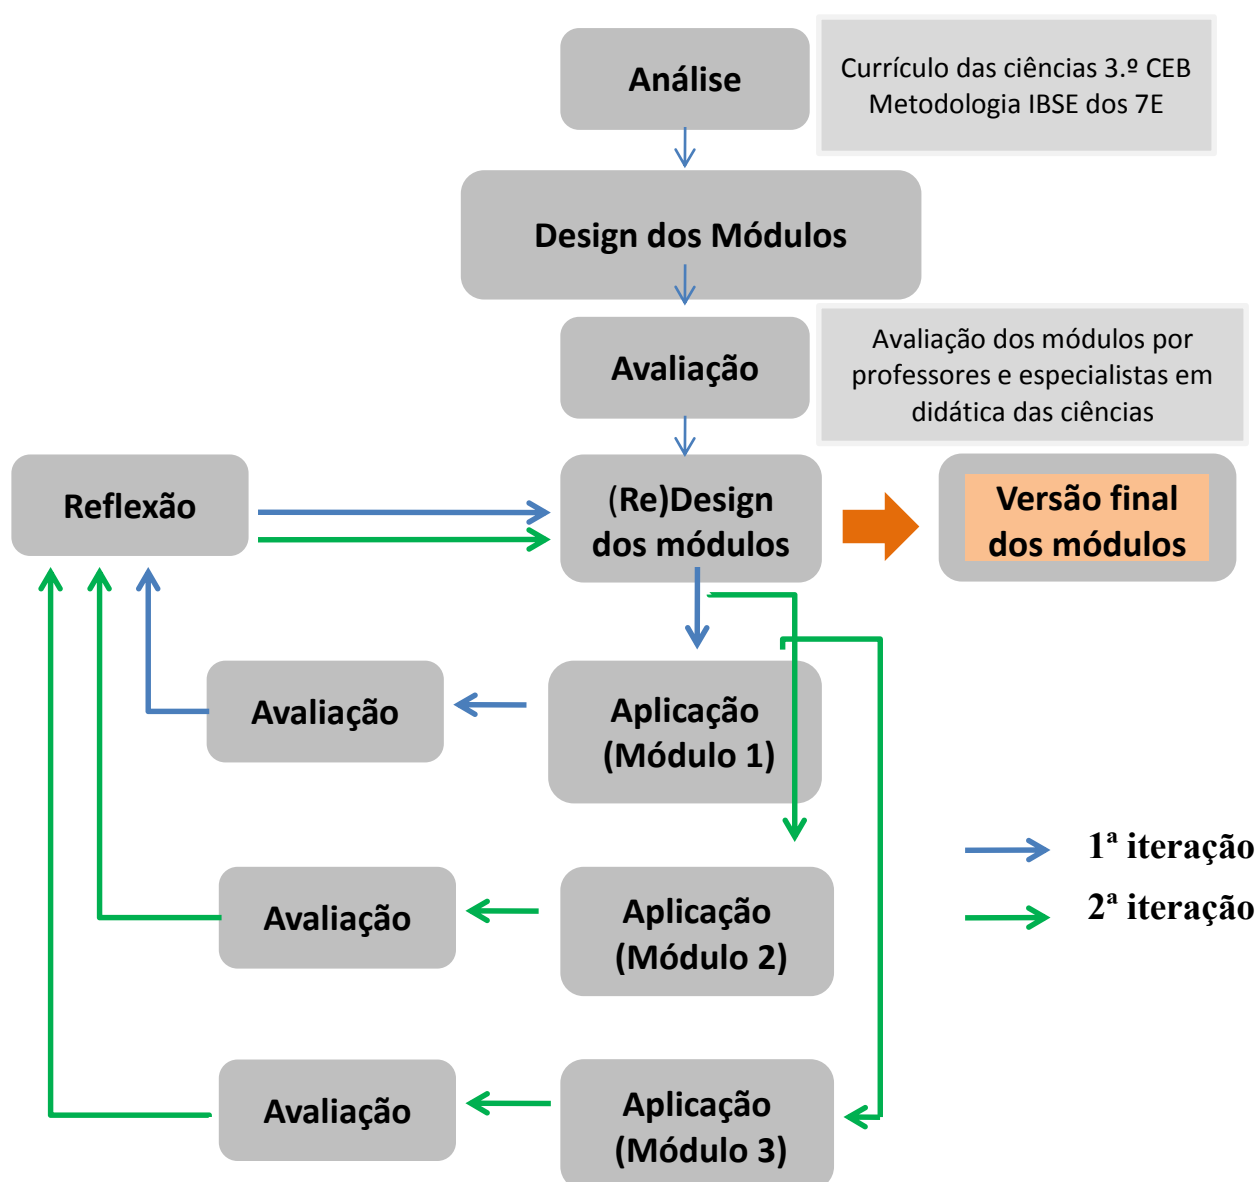 Análise
Currículo das ciências 3.º CEB
Metodologia IBSE dos 7E
Design dos Módulos
Avaliação
Avaliação dos módulos por
professores e especialistas em
didática das ciências
Reflexão
(Re)Design
dos módulos
Versão final
dos módulos
Avaliação
Aplicação
(Módulo 1)
1ª iteração
2ª iteração
Avaliação
Aplicação
(Módulo 2)
Avaliação
Aplicação
(Módulo 3)